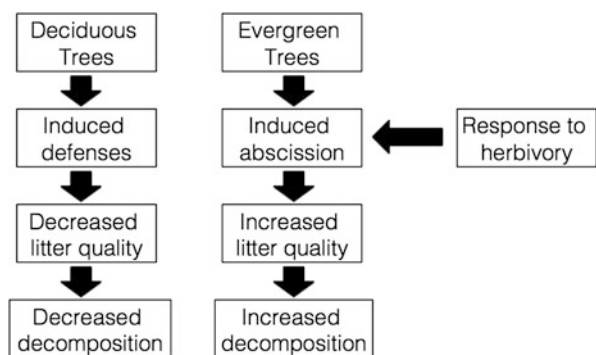 Deciduous
Trees
Evergreen
Trees
Induced
defenses
Induced
abscission
Response to
herbivory
Decreased
litter quality
Increased
litter quality
Decreased
decomposition
Increased
decomposition